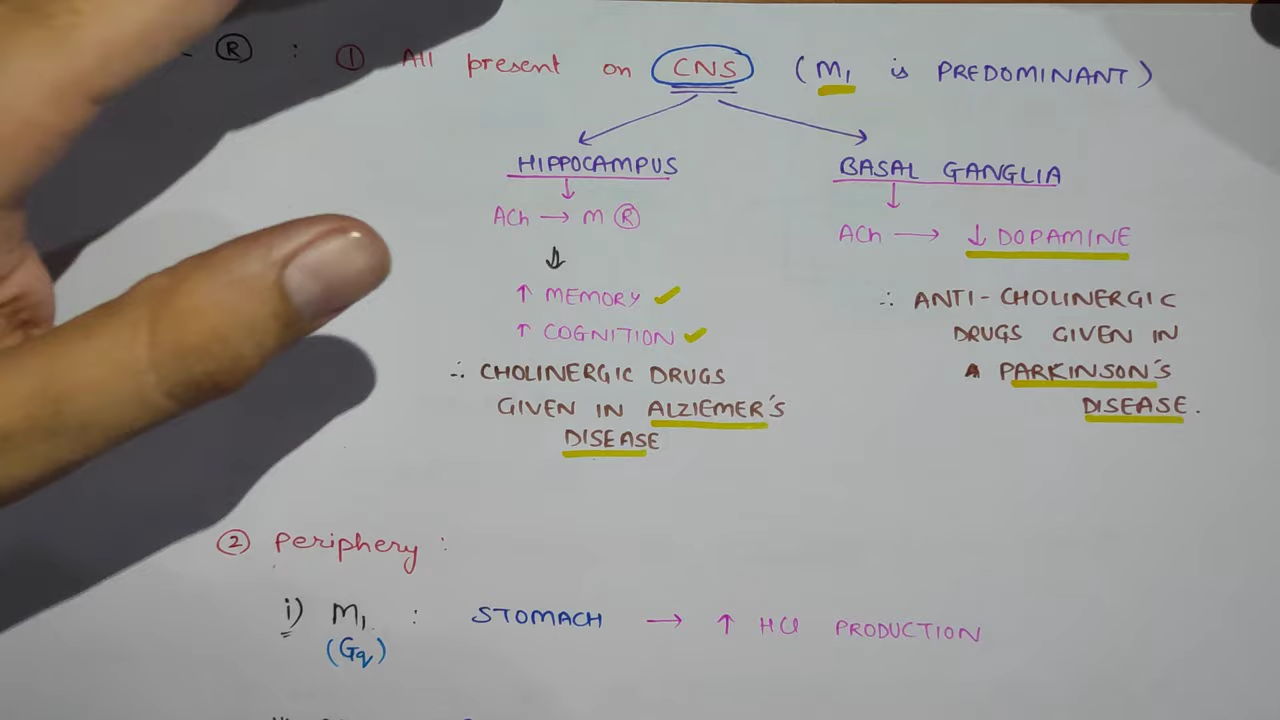 - Ⓡ : ① All present on CNS (M₁ is PREDOMINANT)
HIPPOCAMPUS
ACh → M Ⓡ
↓
↑ MEMORY ✓
↑ COGNITION ✓
∴ CHOLINERGIC DRUGS
GIVEN IN ALZIEMER'S
DISEASE
BASAL GANGLIA
ACh → ↓ DOPAMINE
∴ ANTI-CHOLINERGIC
DRUGS GIVEN IN
PARKINSON'S
DISEASE.
② Periphery :
i) M₁ : STOMACH → ↑ HCl PRODUCTION
(Gq)